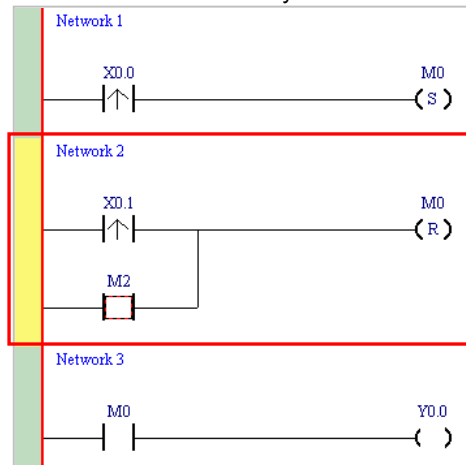 Network 1
X0.0 M0
S
Network 2
X0.1 M0
R
M2
Network 3
M0 Y0.0